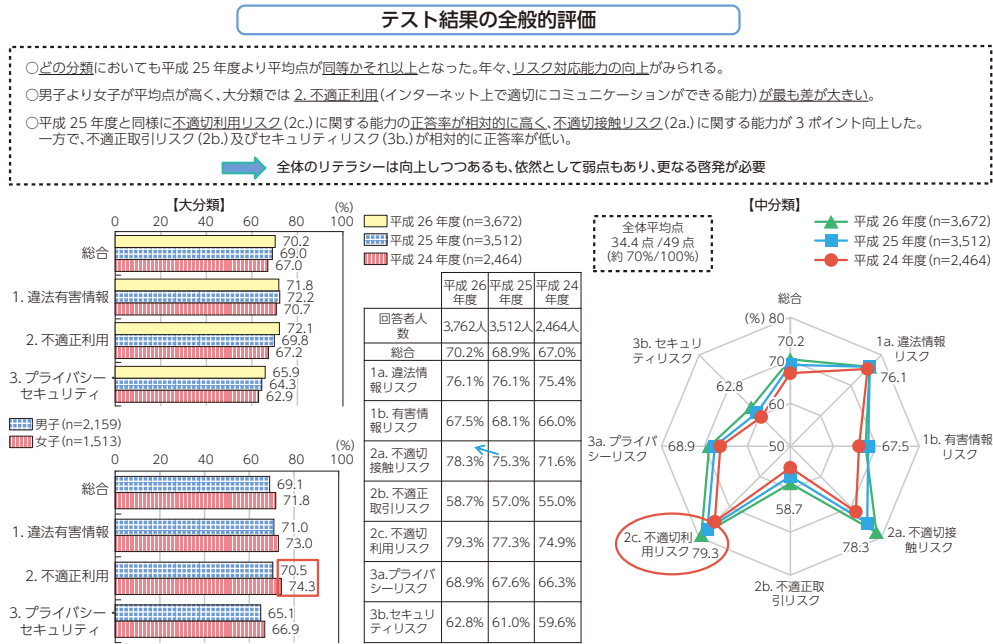 テスト結果の全般的評価
○どの分類においても平成 25 年度より平均点が同等かそれ以上となった。年々、リスク対応能力の向上がみられる。
○男子より女子が平均点が高く、大分類では 2. 不適正利用(インターネット上で適切にコミュニケーションができる能力)が最も差が大きい。
○平成 25 年度と同様に不適切利用リスク(2c.)に関する能力の正答率が相対的に高く、不適切接触リスク(2a.)に関する能力が 3 ポイント向上した。
一方で、不適正取引リスク(2b.)及びセキュリティリスク(3b.)が相対的に正答率が低い。
全体のリテラシーは向上しつつあるも、依然として弱点もあり、更なる啓発が必要
【大分類】
(%)
0 20 40 60 80 100
総合
70.2
69.0
67.0
1. 違法有害情報
71.8
72.2
70.7
2. 不適正利用
72.1
69.8
67.2
3. プライバシー
セキュリティ
65.9
64.3
62.9
平成 26 年度(n=3,672)
平成 25 年度(n=3,512)
平成 24 年度(n=2,464)
男子(n=2,159)
女子(n=1,513)
(%)
0 20 40 60 80 100
総合
69.1
71.8
1. 違法有害情報
71.0
73.0
2. 不適正利用
70.5
74.3
3. プライバシー
セキュリティ
65.1
66.9
平成 26 平成 25 平成 24
年度 年度 年度
回答者人
数 3,762人 3,512人 2,464人
総合 70.2% 68.9% 67.0%
1a. 違法情
報リスク 76.1% 76.1% 75.4%
1b. 有害情
報リスク 67.5% 68.1% 66.0%
2a. 不適切
接触リスク 78.3% 75.3% 71.6%
2b. 不適正
取引リスク 58.7% 57.0% 55.0%
2c. 不適切
利用リスク 79.3% 77.3% 74.9%
3a.プライバ
シーリスク 68.9% 67.6% 66.3%
3b.セキュリ
ティリスク 62.8% 61.0% 59.6%
【中分類】
全体平均点
34.4 点 /49 点
(約 70%/100%)
平成 26 年度(n=3,672)
平成 25 年度(n=3,512)
平成 24 年度(n=2,464)
総合
80
(%)
70.2
70
60
50
1a. 違法情報
リスク
76.1
1b. 有害情報
リスク
67.5
2a. 不適切接
触リスク
78.3
2b. 不適正取
引リスク
58.7
2c. 不適切利
用リスク
79.3
3a. プライバ
シーリスク
68.9
3b. セキュリ
ティリスク
62.8